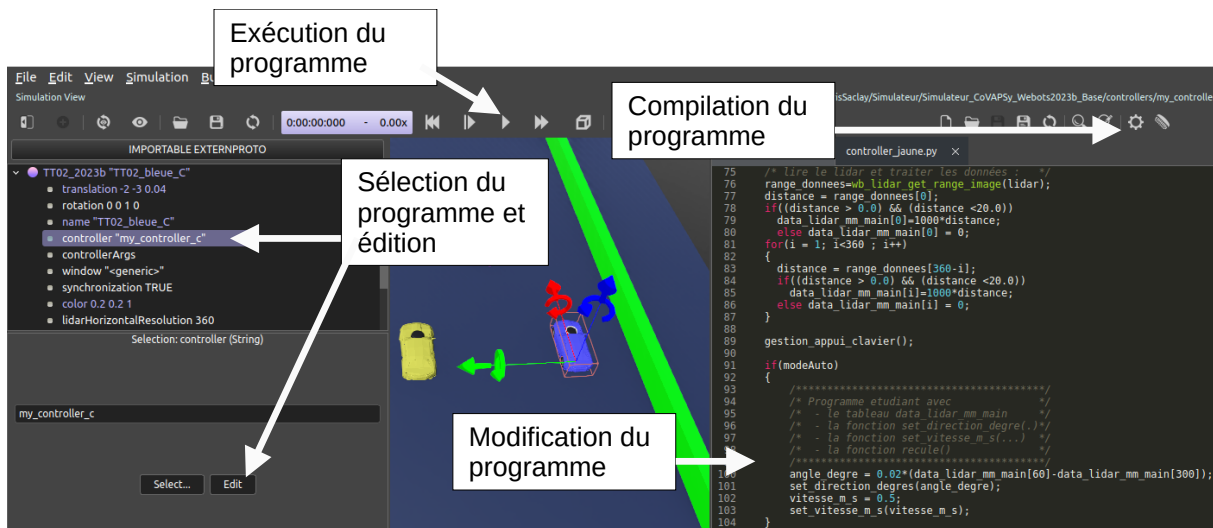 Exécution du
programme
File Edit View Simulation
Simulation View
isSaclay/Simulateur/Simulateur_CoVAPSy_Webots2023b_Base/controllers/my_controlle
0:00:00:000 - 0.00x
Compilation du
programme
IMPORTABLE EXTERNPROTO
controller_jaune.py ×
TT02_2023b "TT02_bleue_C"
translation -2 -3 0.04
rotation 0 0 1 0
name "TT02_bleue_C"
controller "my_controller_c"
controllerArgs
window "<generic>"
synchronization TRUE
color 0.2 0.2 1
lidarHorizontalResolution 360
Selection: controller (String)
my_controller_c
Select... Edit
Sélection du
programme et
édition
Modification du
programme
75 /* lire le lidar et traiter les données : */
76 range_donnees=wb_lidar_get_range_image(lidar);
77 distance = range_donnees[0];
78 if((distance > 0.0) && (distance <20.0))
79 data_lidar_mm_main[0]=1000*distance;
80 else data_lidar_mm_main[0] = 0;
81 for(i = 1; i<360 ; i++)
82 {
83 distance = range_donnees[360-i];
84 if((distance > 0.0) && (distance <20.0))
85 data_lidar_mm_main[i]=1000*distance;
86 else data_lidar_mm_main[i] = 0;
87 }
88
89 gestion_appui_clavier();
90
91 if(modeAuto)
92 {
93 /****************************************/
94 /* Programme etudiant avec */
95 /* - le tableau data_lidar_mm_main */
96 /* - la fonction set_direction_degre(.)*/
97 /* - la fonction set_vitesse_m_s(...) */
98 /* - la fonction recule() */
/****************************************/
100 angle_degre = 0.02*(data_lidar_mm_main[60]-data_lidar_mm_main[300]);
101 set_direction_degres(angle_degre);
102 vitesse_m_s = 0.5;
103 set_vitesse_m_s(vitesse_m_s);
104 }